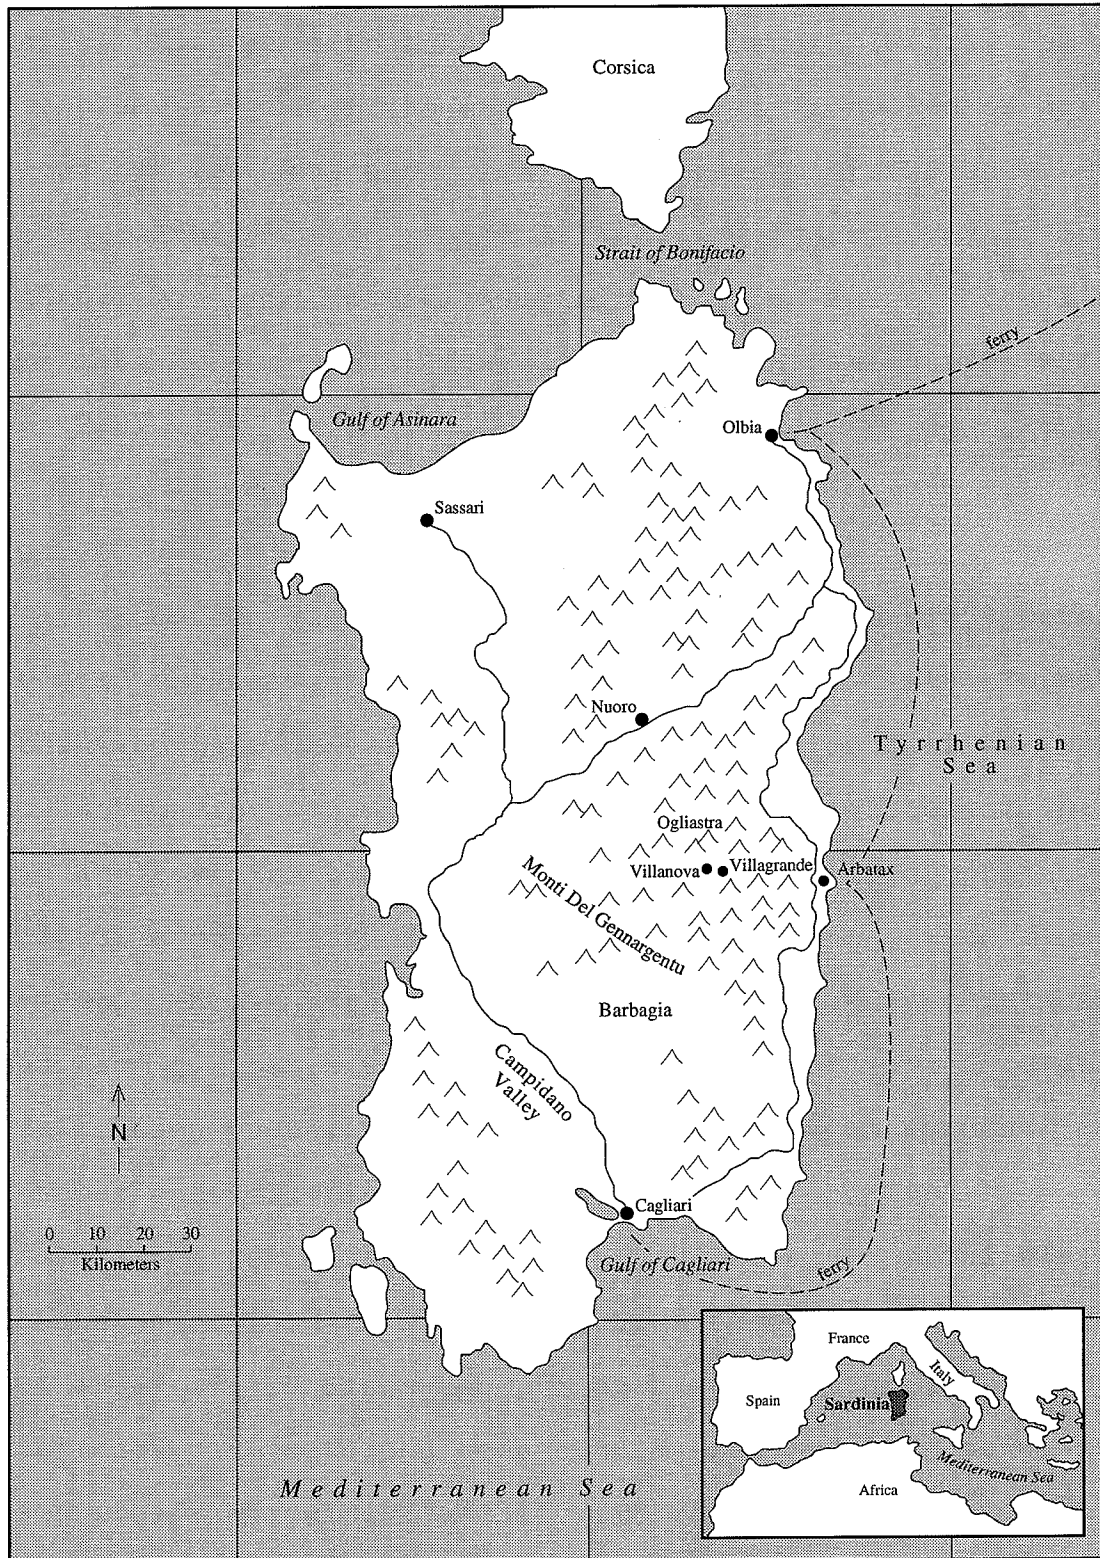 Corsica
Strait of Bonifacio
ferry
Gulf of Asinara
Olbia
Sassari
Nuoro
Tyrrhenian
Sea
Ogliastra
Villanova
Villagrande
Arbatax
Monti Del Gennargentu
Barbagia
Campidano
Valley
N
Cagliari
0 10 20 30
Kilometers
Gulf of Cagliari
ferry
France
Italy
Spain
Sardinia
Mediterranean Sea
Africa
Mediterranean Sea